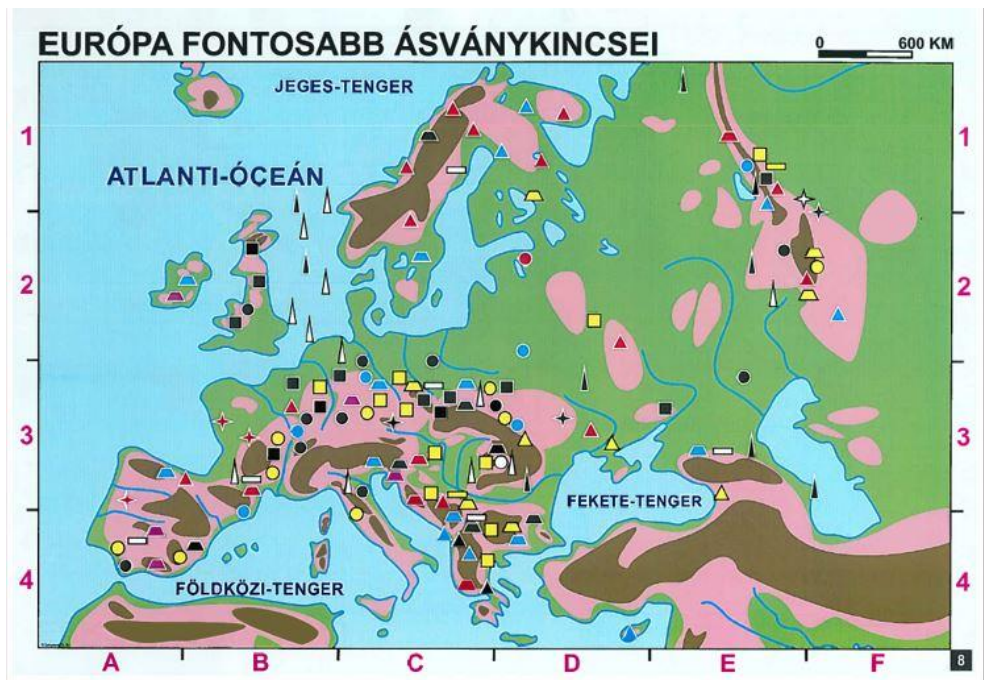 EURÓPA FONTOSABB ÁSVÁNYKINCSEI
0 600 KM
JEGES-TENGER
1 1
ATLANTI-ÓCEÁN
2 2
3 3
FEKETE-TENGER
4 4
FÖLDKÖZI-TENGER
A B C D E F
8